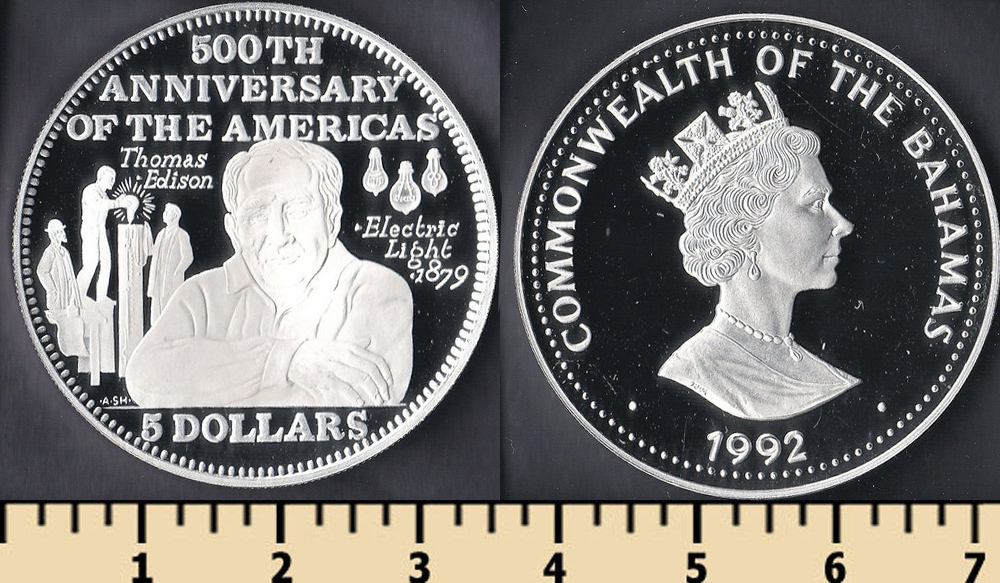 500TH
ANNIVERSARY
OF THE AMERICAS
Thomas
Edison
Electric
Light
1879
·A·SH·
5 DOLLARS
COMMONWEALTH OF THE BAHAMAS
1992
1 2 3 4 5 6 7